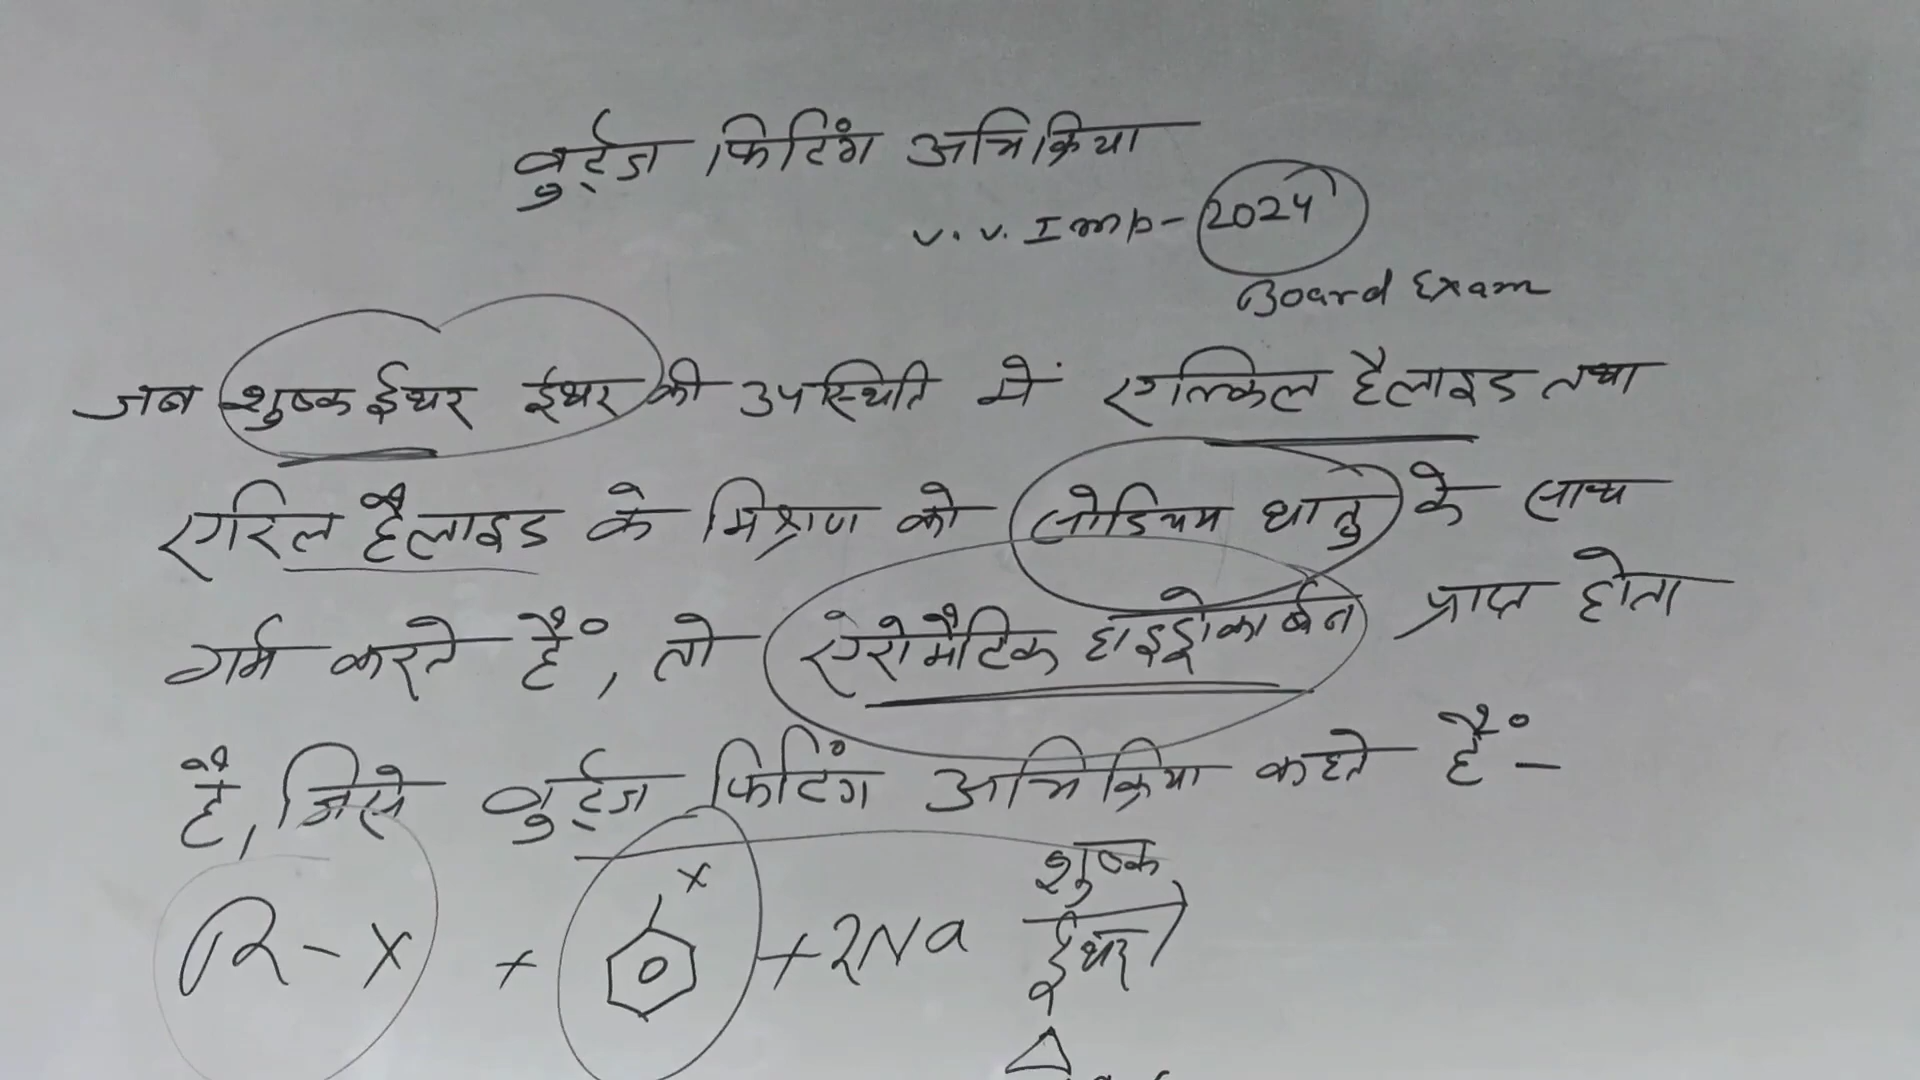 वुर्ट्ज फिटिंग अभिक्रिया
v.v. Imp- 2024
Board Exam
जब शुष्क ईथर ईथर की उपस्थिति में एल्किल हैलाइड तथा
एरिल हैलाइड के मिश्रण को सोडियम धातु के साथ
गर्म करते हैं, तो ऐरोमैटिक हाइड्रोकार्बन प्राप्त होता
है, जिसे वुर्ट्ज फिटिंग अभिक्रिया कहते हैं-
शुष्क
X
R-X + + 2Na
ईथर
Δ